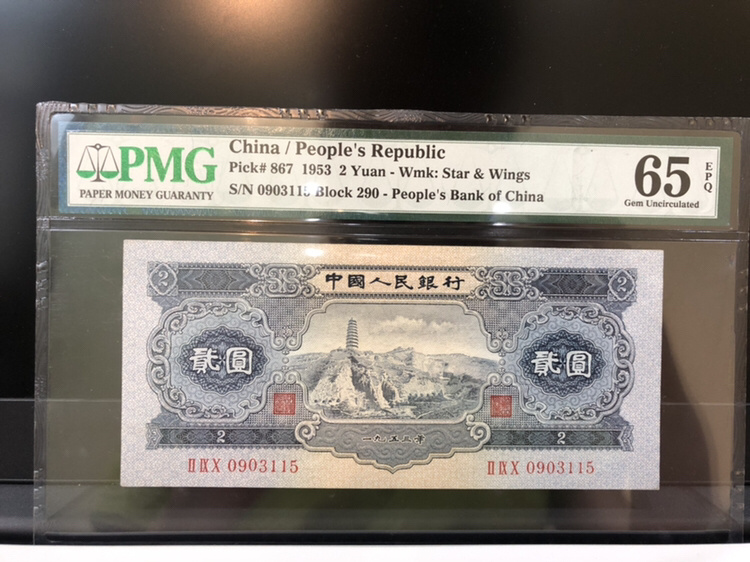 PMG
PAPER MONEY GUARANTY
China / People's Republic
Pick# 867 1953 2 Yuan - Wmk: Star & Wings
S/N 0903115 Block 290 - People's Bank of China
65
EPQ
Gem Uncirculated
2 中國人民銀行 2
貳圓 貳圓
一九五三年
2 2
II IX X 0903115 II IX X 0903115